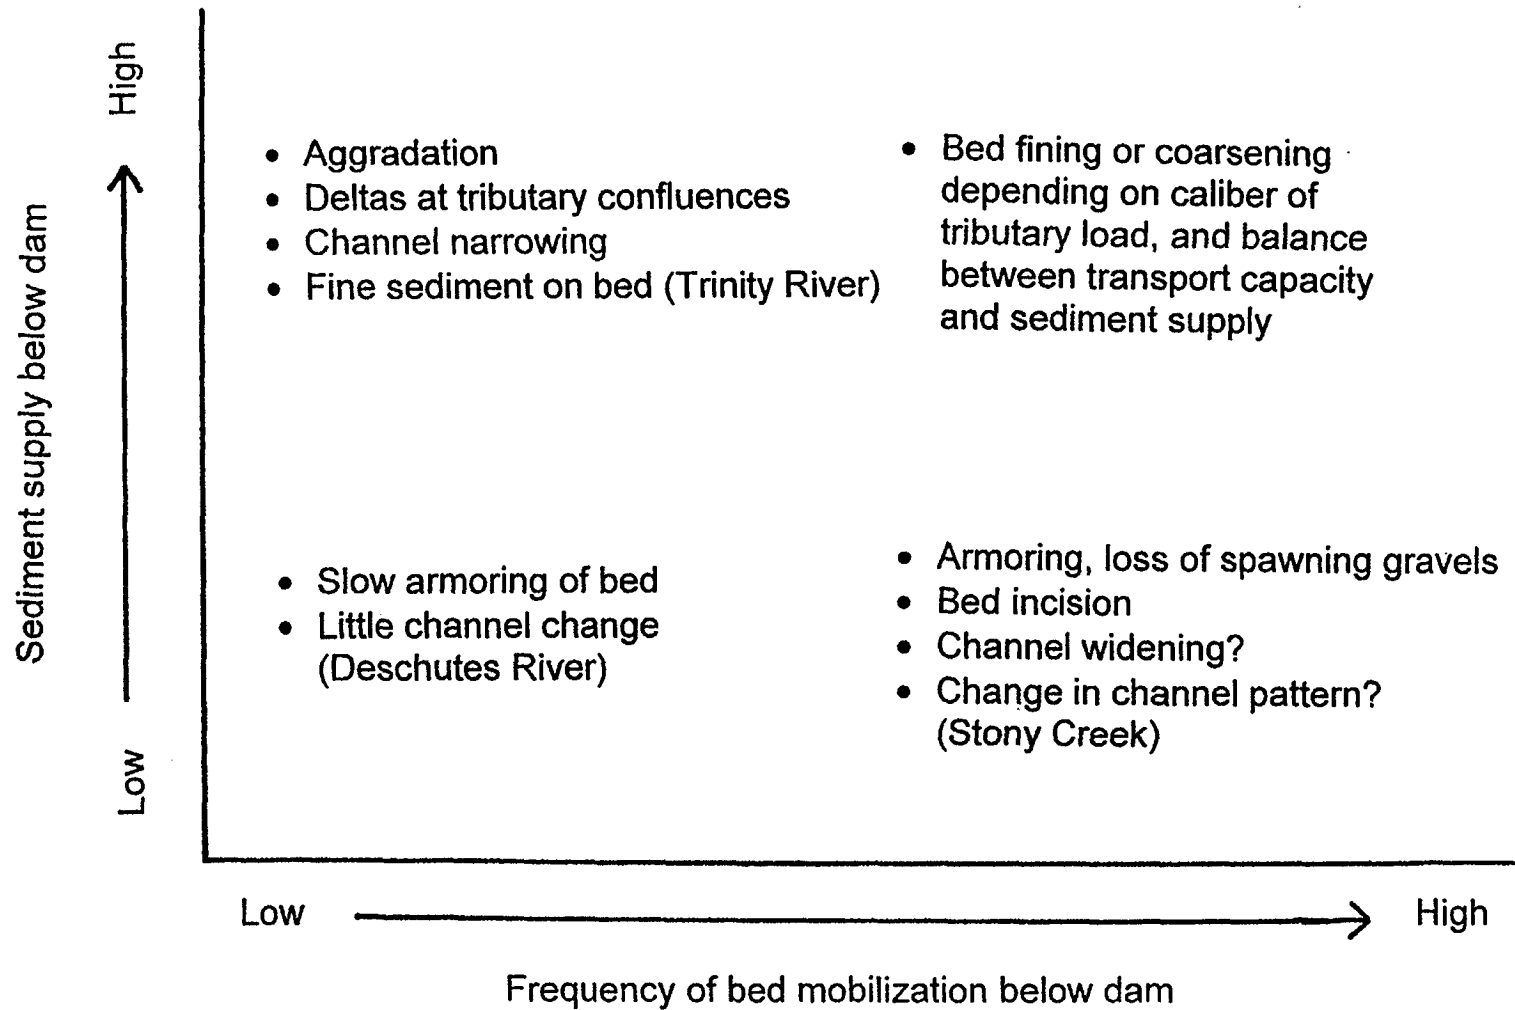 High
Sediment supply below dam
Low
• Aggradation
• Deltas at tributary confluences
• Channel narrowing
• Fine sediment on bed (Trinity River)
• Bed fining or coarsening
depending on caliber of
tributary load, and balance
between transport capacity
and sediment supply
• Slow armoring of bed
• Little channel change
(Deschutes River)
• Armoring, loss of spawning gravels
• Bed incision
• Channel widening?
• Change in channel pattern?
(Stony Creek)
Low
High
Frequency of bed mobilization below dam